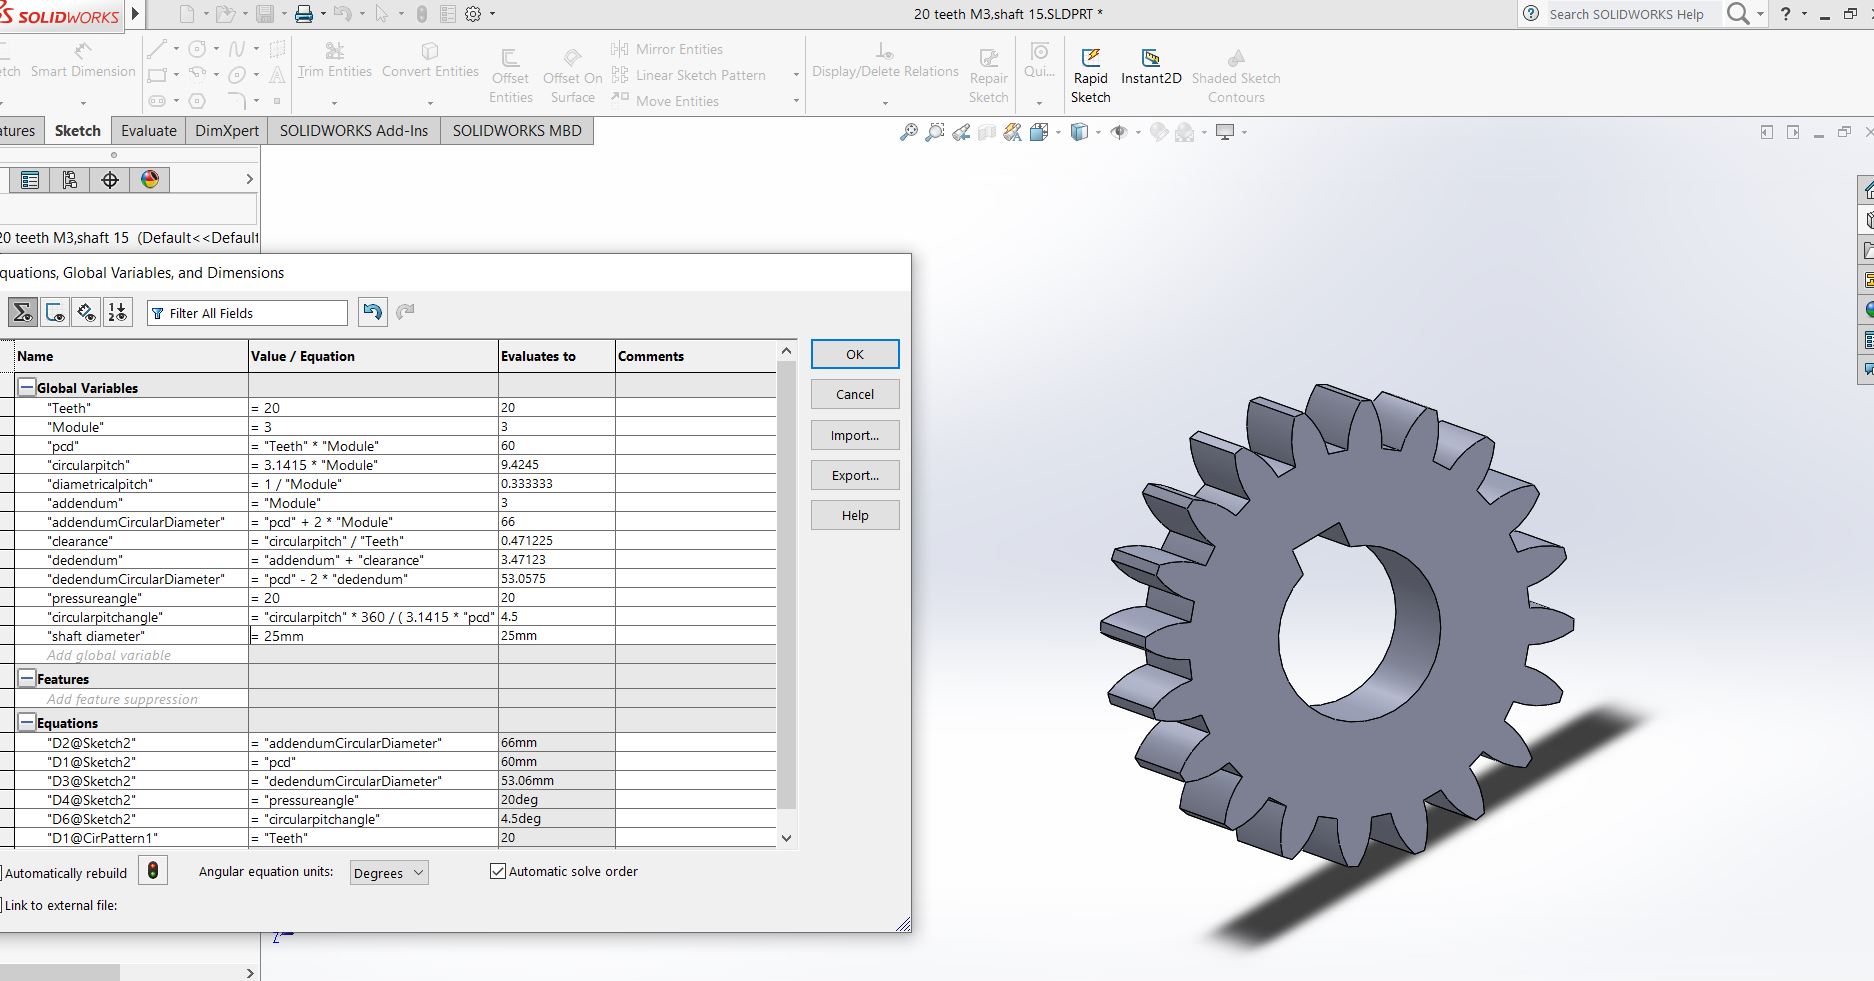 SOLIDWORKS
20 teeth M3,shaft 15.SLDPRT *
Search SOLIDWORKS Help
?
etch
Smart Dimension
Trim Entities
Convert Entities
Offset Entities
Offset On Surface
Mirror Entities
Linear Sketch Pattern
Move Entities
Display/Delete Relations
Repair Sketch
Qui...
Rapid Sketch
Instant2D
Shaded Sketch Contours
atures
Sketch
Evaluate
DimXpert
SOLIDWORKS Add-Ins
SOLIDWORKS MBD
20 teeth M3,shaft 15 (Default<<Default
quations, Global Variables, and Dimensions
Filter All Fields
Name Value / Equation Evaluates to Comments
Global Variables
"Teeth" = 20 20
"Module" = 3 3
"pcd" = "Teeth" * "Module" 60
"circularpitch" = 3.1415 * "Module" 9.4245
"diametricalpitch" = 1 / "Module" 0.333333
"addendum" = "Module" 3
"addendumCircularDiameter" = "pcd" + 2 * "Module" 66
"clearance" = "circularpitch" / "Teeth" 0.471225
"dedendum" = "addendum" + "clearance" 3.47123
"dedendumCircularDiameter" = "pcd" - 2 * "dedendum" 53.0575
"pressureangle" = 20 20
"circularpitchangle" = "circularpitch" * 360 / ( 3.1415 * "pcd" 4.5
"shaft diameter" = 25mm 25mm
Add global variable
Features
Add feature suppression
Equations
"D2@Sketch2" = "addendumCircularDiameter" 66mm
"D1@Sketch2" = "pcd" 60mm
"D3@Sketch2" = "dedendumCircularDiameter" 53.06mm
"D4@Sketch2" = "pressureangle" 20deg
"D6@Sketch2" = "circularpitchangle" 4.5deg
"D1@CirPattern1" = "Teeth" 20
OK
Cancel
Import...
Export...
Help
Automatically rebuild
Angular equation units:
Degrees
Automatic solve order
Link to external file: